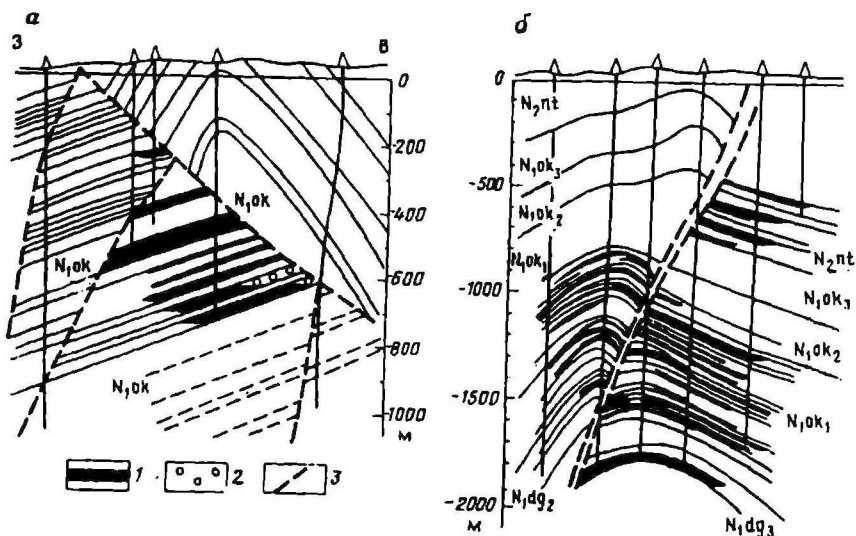 а
З
В
0
-200
-400
-600
-800
-1000
м
N₁ok
N₁ok
N₁ok
1
2
3
б
0
-500
-1000
-1500
-2000
м
N₂nt
N₁ok₃
N₁ok₂
N₁ok₁
N₁dg₂
N₂nt
N₁ok₃
N₁ok₂
N₁ok₁
N₁dg₃